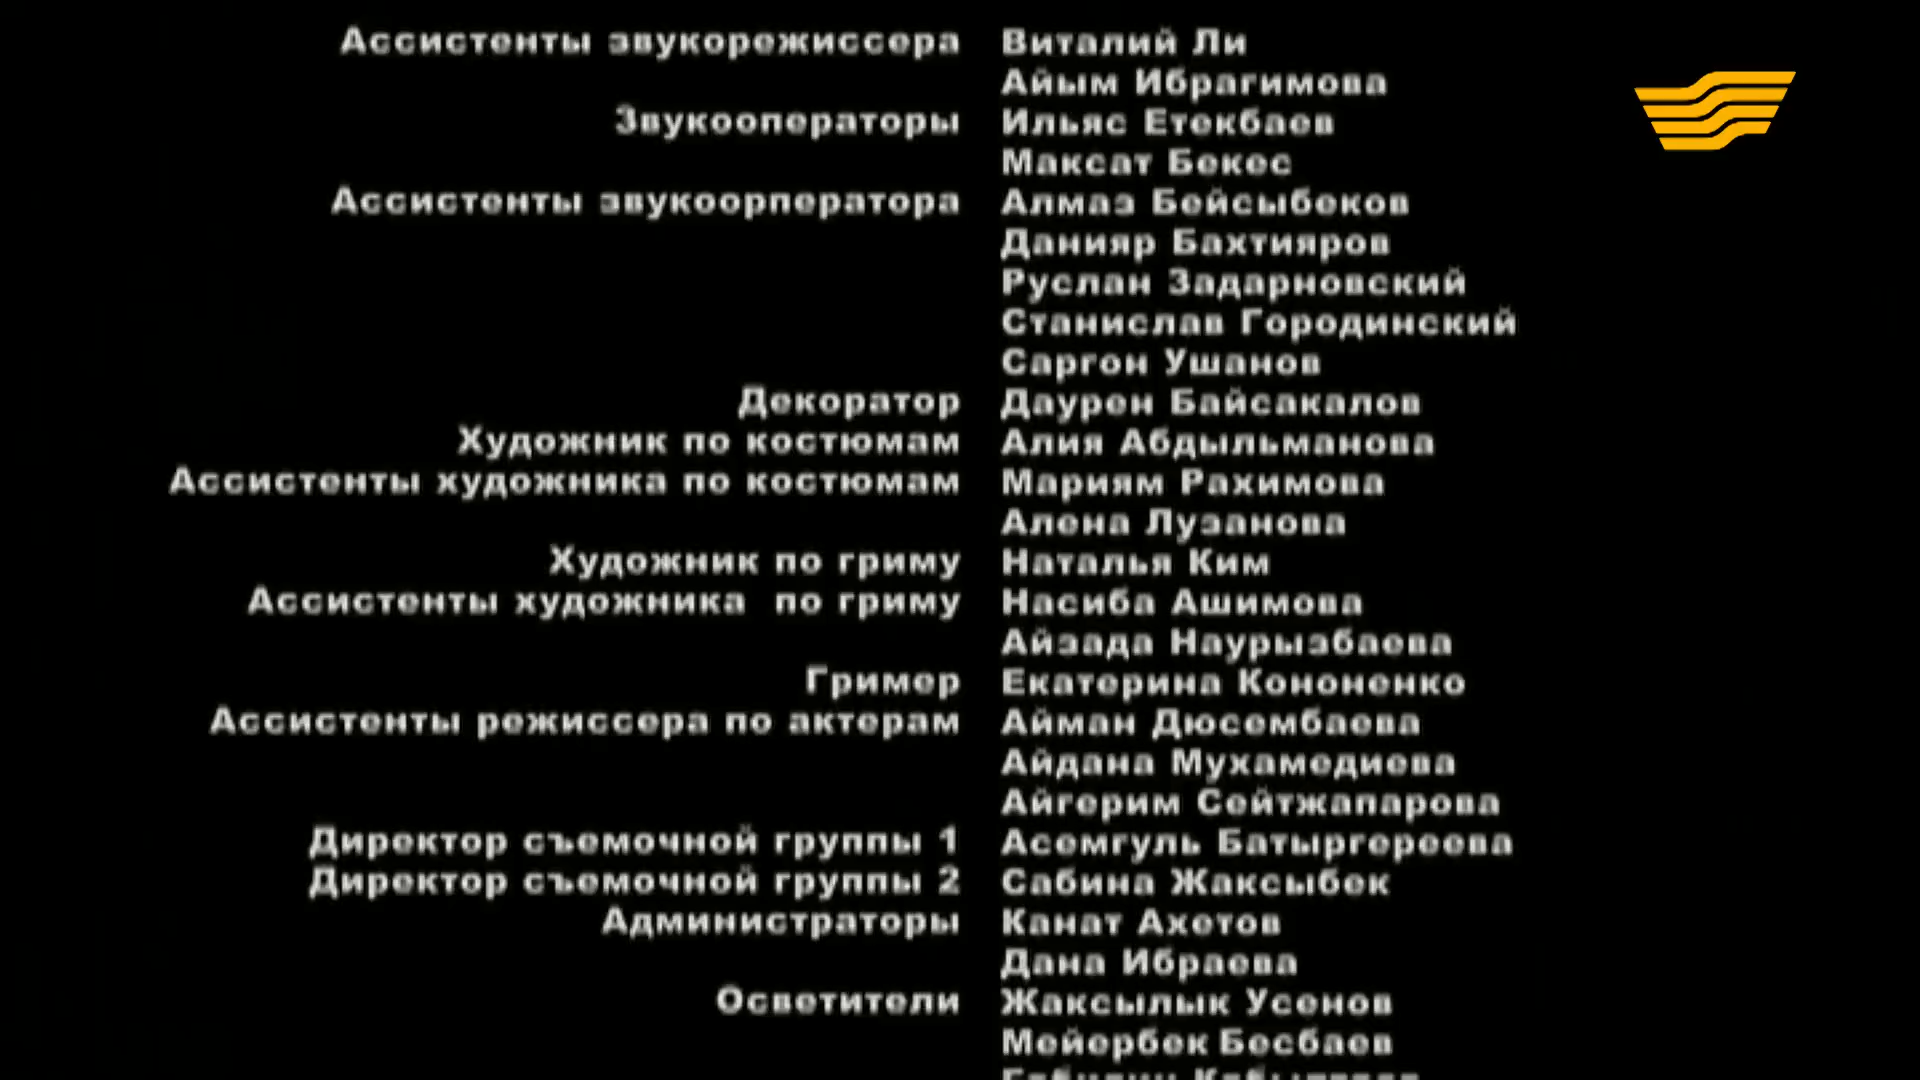 Ассистенты звукорежиссера Виталий Ли
Айым Ибрагимова
Звукооператоры Ильяс Етекбаев
Максат Бекес
Ассистенты звукоорператора Алмаз Бейсыбеков
Данияр Бахтияров
Руслан Задарновский
Станислав Городинский
Саргон Ушанов
Декоратор Даурен Байсакалов
Художник по костюмам Алия Абдыльманова
Ассистенты художника по костюмам Мариям Рахимова
Алена Лузанова
Художник по гриму Наталья Ким
Ассистенты художника по гриму Насиба Ашимова
Айзада Наурызбаева
Гример Екатерина Кононенко
Ассистенты режиссера по актерам Айман Дюсембаева
Айдана Мухамедиева
Айгерим Сейтжапарова
Директор съемочной группы 1 Асемгуль Батыргереева
Директор съемочной группы 2 Сабина Жаксыбек
Администраторы Канат Ахетов
Дана Ибраева
Осветители Жаксылык Усенов
Мейербек Бесбаев